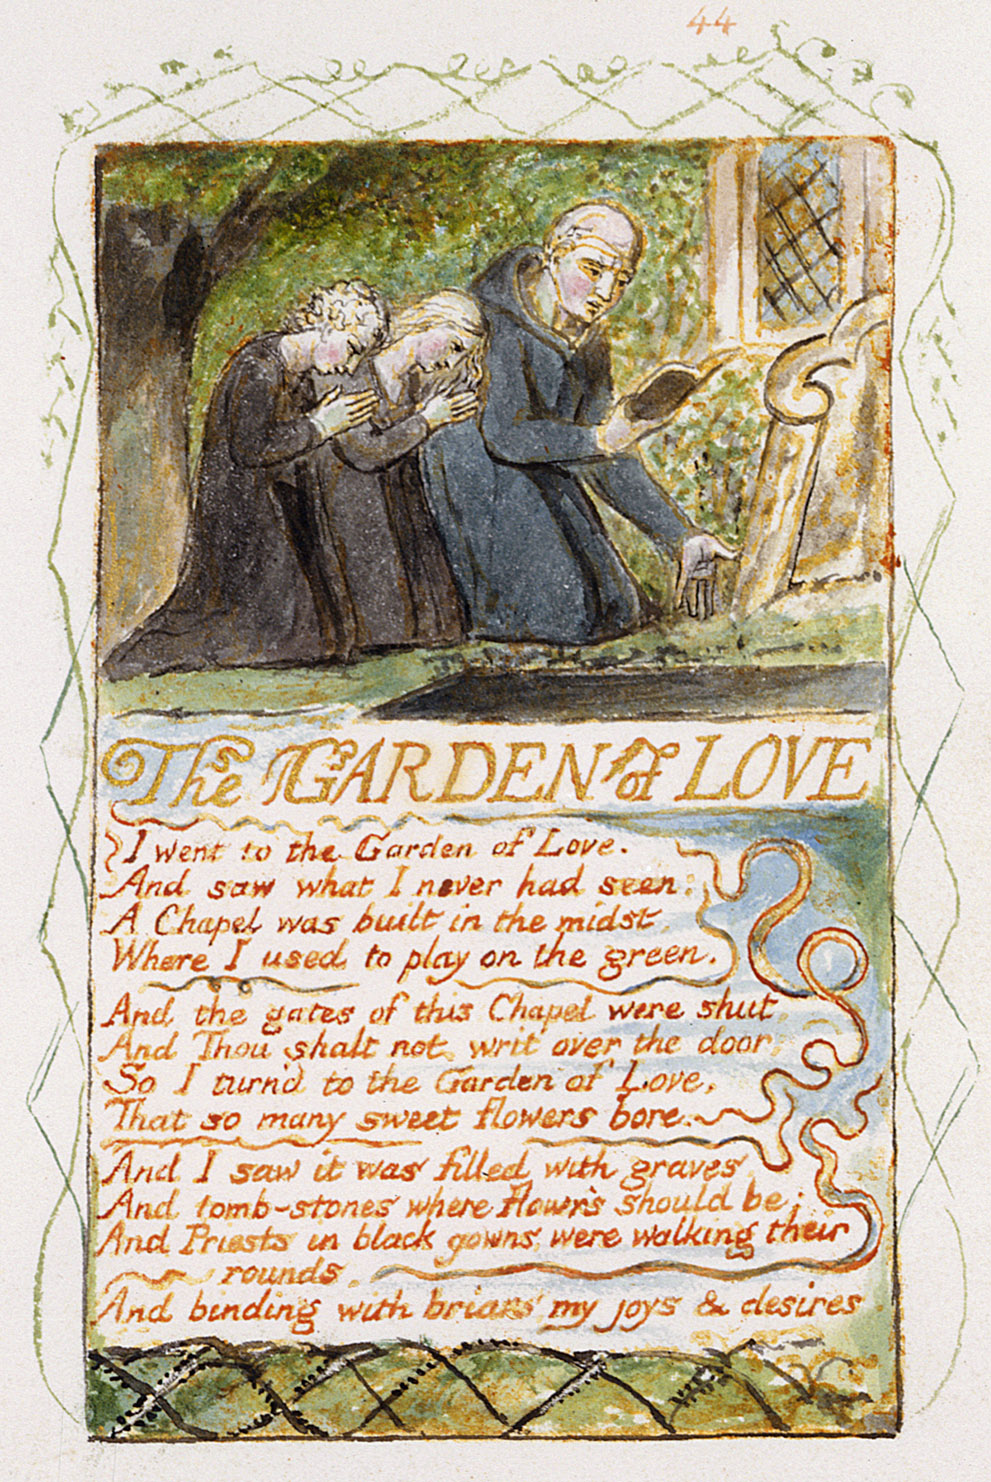 44
The GARDEN of LOVE
I went to the Garden of Love.
And saw what I never had seen:
A Chapel was built in the midst,
Where I used to play on the green.
And the gates of this Chapel were shut,
And Thou shalt not, writ over the door;
So I turn'd to the Garden of Love,
That so many sweet flowers bore.
And I saw it was filled with graves,
And tomb-stones where flowers should be:
And Priests in black gowns, were walking their
rounds,
And binding with briars, my joys & desires